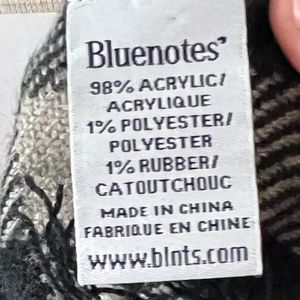 Bluenotes'
98% ACRYLIC/
ACRYLIQUE
1% POLYESTER/
POLYESTER
1% RUBBER/
CATOUTCHOUC
MADE IN CHINA
FABRIQUE EN CHINE
www.blnts.com